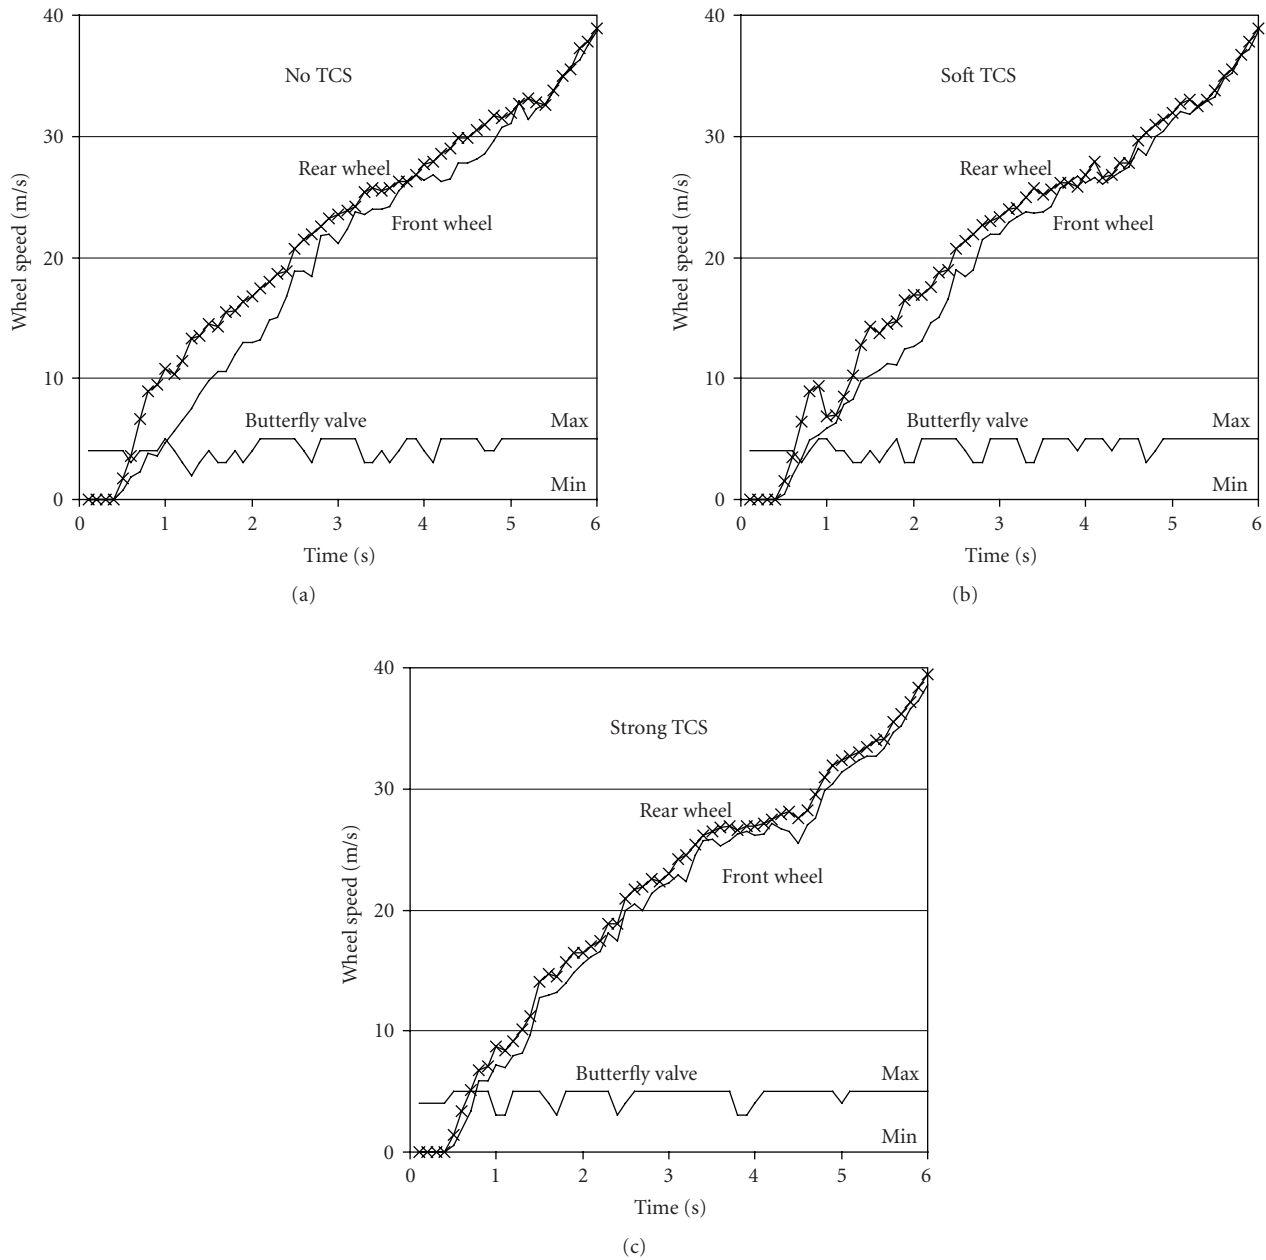 40
30
20
10
0
Wheel speed (m/s)
No TCS
Rear wheel
Front wheel
Butterfly valve
Max
Min
0 1 2 3 4 5 6
Time (s)
(a)
40
30
20
10
0
Wheel speed (m/s)
Soft TCS
Rear wheel
Front wheel
Butterfly valve
Max
Min
0 1 2 3 4 5 6
Time (s)
(b)
40
30
20
10
0
Wheel speed (m/s)
Strong TCS
Rear wheel
Front wheel
Butterfly valve
Max
Min
0 1 2 3 4 5 6
Time (s)
(c)